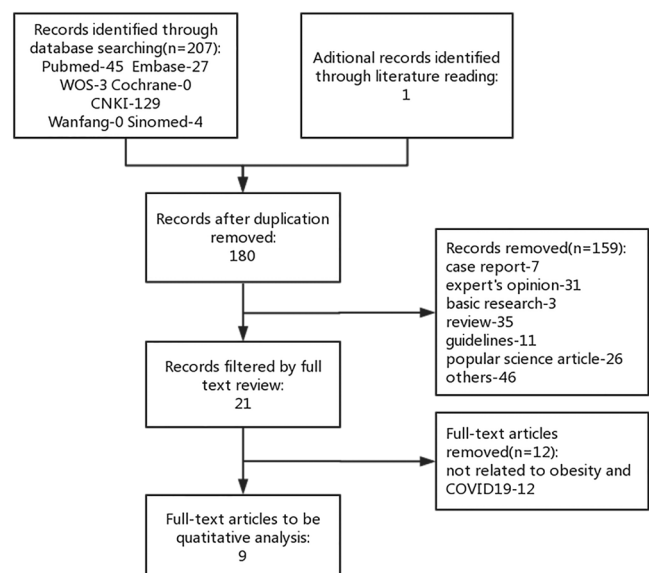 Records identified through
database searching(n=207):
Pubmed-45 Embase-27
WOS-3 Cochrane-0
CNKI-129
Wanfang-0 Sinomed-4
Aditional records identified
through literature reading:
1
Records after duplication
removed:
180
Records removed(n=159):
case report-7
expert's opinion-31
basic research-3
review-35
guidelines-11
popular science article-26
others-46
Records filtered by full
text review:
21
Full-text articles
removed(n=12):
not related to obesity and
COVID19-12
Full-text articles to be
quatitative analysis:
9